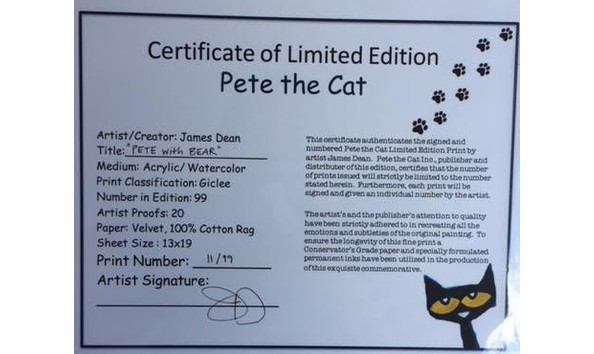 Certificate of Limited Edition
Pete the Cat
Artist/Creator: James Dean
Title: "PETE with BEAR"
Medium: Acrylic/ Watercolor
Print Classification: Giclee
Number in Edition: 99
Artist Proofs: 20
Paper: Velvet, 100% Cotton Rag
Sheet Size : 13x19
Print Number: 11/99
Artist Signature:
This certificate authenticates the signed and
numbered Pete the Cat Limited Edition Print by
artist James Dean. Pete the Cat Inc., publisher and
distributer of this edition, certifies that the number
of prints issued will strictly be limited to the number
stated herein. Furthermore, each print will be
signed and given an individual number by the artist.
The artist's and the publisher's attention to quality
have been strictly adhered to in recreating all the
emotions and subtleties of the original painting. To
ensure the longevity of this fine print a
Conservator's Grade paper and specially formulated
permanent inks have been utilized in the production
of this exquisite commemorative.